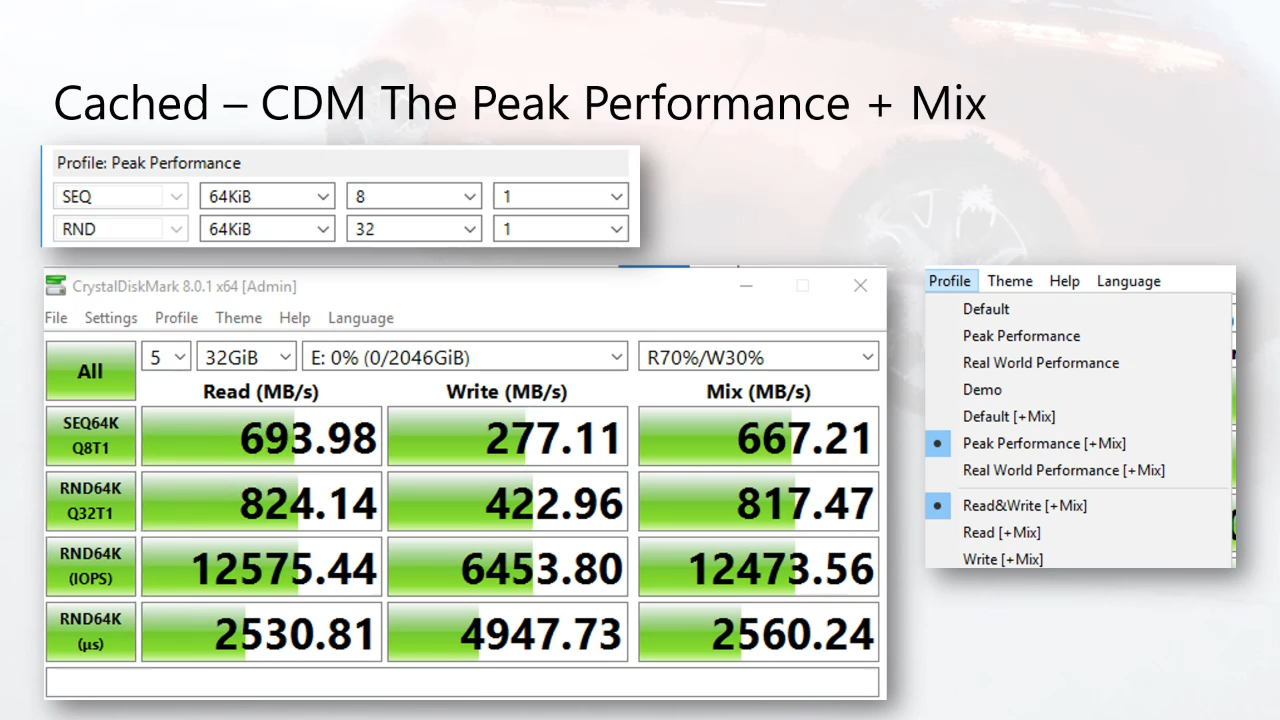 Cached – CDM The Peak Performance + Mix
Profile: Peak Performance
SEQ 64KiB 8 1
RND 64KiB 32 1
CrystalDiskMark 8.0.1 x64 [Admin]
File Settings Profile Theme Help Language
All 5 32GiB E: 0% (0/2046GiB) R70%/W30%
Read (MB/s) Write (MB/s) Mix (MB/s)
SEQ64K
Q8T1
693.98 277.11 667.21
RND64K
Q32T1
824.14 422.96 817.47
RND64K
(IOPS)
12575.44 6453.80 12473.56
RND64K
(µs)
2530.81 4947.73 2560.24
Profile Theme Help Language
Default
Peak Performance
Real World Performance
Demo
Default [+Mix]
Peak Performance [+Mix]
Real World Performance [+Mix]
Read&Write [+Mix]
Read [+Mix]
Write [+Mix]